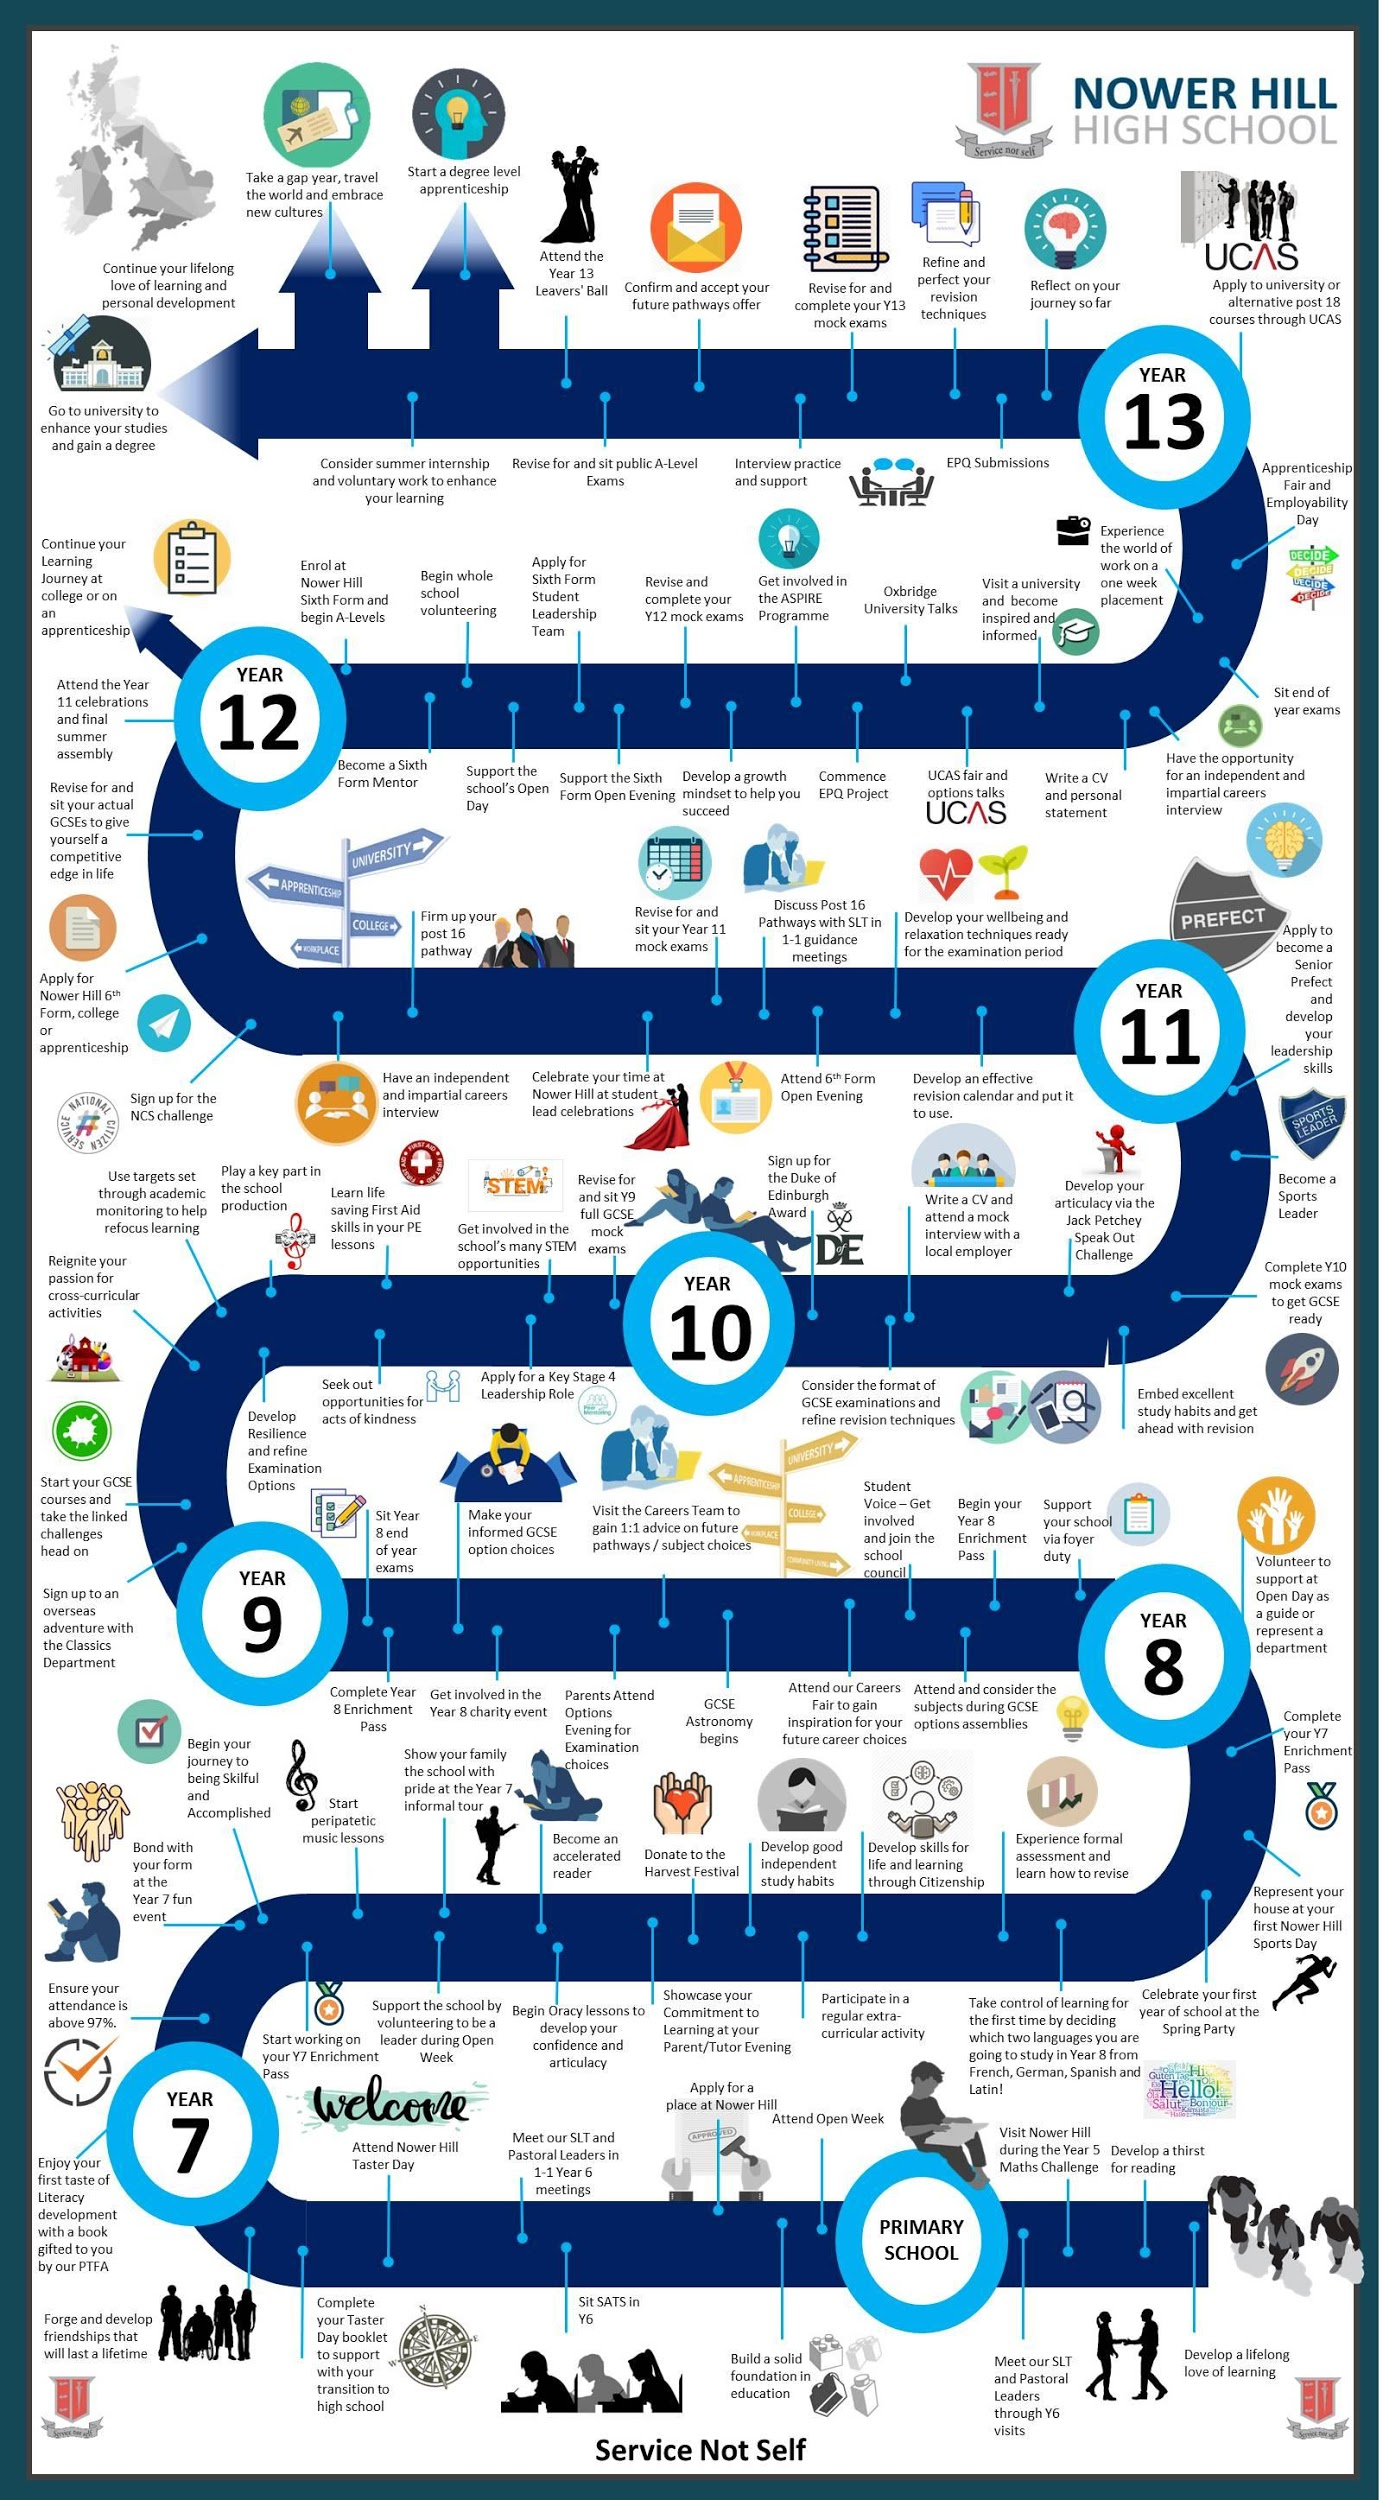 NOWER HILL
HIGH SCHOOL
Service not self
Take a gap year, travel
the world and embrace
new cultures
Start a degree level
apprenticeship
Continue your lifelong
love of learning and
personal development
Go to university to
enhance your studies
and gain a degree
Attend the
Year 13
Leavers' Ball
Confirm and accept your
future pathways offer
Revise for and
complete your Y13
mock exams
Refine and
perfect your
revision
techniques
Reflect on your
journey so far
UCAS
Apply to university or
alternative post 18
courses through UCAS
YEAR
13
Consider summer internship
and voluntary work to enhance
your learning
Revise for and sit public A-Level
Exams
Interview practice
and support
EPQ Submissions
Apprenticeship
Fair and
Employability
Day
DECIDE
DECIDE
DECIDE
DECIDE
Continue your
Learning
Journey at
college or on
an
apprenticeship
Enrol at
Nower Hill
Sixth Form and
begin A-Levels
Begin whole
school
volunteering
Apply for
Sixth Form
Student
Leadership
Team
Revise and
complete your
Y12 mock exams
Get involved in
the ASPIRE
Programme
Oxbridge
University Talks
Visit a university
and become
inspired and
informed
Experience
the world of
work on a
one week
placement
YEAR
12
Sit end of
year exams
Attend the Year
11 celebrations
and final
summer
assembly
Become a Sixth
Form Mentor
Support the
school's Open
Day
Support the Sixth
Form Open Evening
Develop a growth
mindset to help you
succeed
Commence
EPQ Project
UCAS fair and
options talks
UCAS
Write a CV
and personal
statement
Have the opportunity
for an independent and
impartial careers
interview
Revise for and
sit your actual
GCSEs to give
yourself a
competitive
edge in life
UNIVERSITY
APPRENTICESHIP
COLLEGE
WORKPLACE
Firm up your
post 16
pathway
Revise for and
sit your Year 11
mock exams
Discuss Post 16
Pathways with SLT in
1-1 guidance
meetings
Develop your wellbeing and
relaxation techniques ready
for the examination period
PREFECT
Apply to
become a
Senior
Prefect
and
develop
your
leadership
skills
YEAR
11
Apply for
Nower Hill 6th
Form, college
or
apprenticeship
Sign up for the
NCS challenge
NATIONAL CITIZEN SERVICE
Have an independent
and impartial careers
interview
Celebrate your time at
Nower Hill at student
lead celebrations
Attend 6th Form
Open Evening
Develop an effective
revision calendar and put it
to use.
SPORTS
LEADER
Become a
Sports
Leader
Use targets set
through academic
monitoring to help
refocus learning
Play a key part in
the school
production
FIRST AID
Learn life
saving First Aid
skills in your PE
lessons
STEM
Get involved in the
school's many STEM
opportunities
Revise for
and sit Y9
full GCSE
mock
exams
Sign up for
the Duke of
Edinburgh
Award
DofE
Write a CV and
attend a mock
interview with a
local employer
Develop your
articulacy via the
Jack Petchey
Speak Out
Challenge
Complete Y10
mock exams
to get GCSE
ready
Reignite your
passion for
cross-curricular
activities
YEAR
10
Develop
Resilience
and refine
Examination
Options
Seek out
opportunities for
acts of kindness
Apply for a Key Stage 4
Leadership Role
Peer
Mentoring
Consider the format of
GCSE examinations and
refine revision techniques
Embed excellent
study habits and get
ahead with revision
Start your GCSE
courses and
take the linked
challenges
head on
Sit Year
8 end
of year
exams
Make your
informed GCSE
option choices
Visit the Careers Team to
gain 1:1 advice on future
pathways / subject choices
UNIVERSITY
APPRENTICESHIP
COLLEGE
WORKPLACE
COMMUNITY LIVING
Student
Voice – Get
involved
and join the
school
council
Begin your
Year 8
Enrichment
Pass
Support
your school
via foyer
duty
Volunteer to
support at
Open Day as
a guide or
represent a
department
Sign up to an
overseas
adventure with
the Classics
Department
YEAR
9
YEAR
8
Complete Year
8 Enrichment
Pass
Get involved in the
Year 8 charity event
Parents Attend
Options
Evening for
Examination
choices
GCSE
Astronomy
begins
Attend our Careers
Fair to gain
inspiration for your
future career choices
Attend and consider the
subjects during GCSE
options assemblies
Complete
your Y7
Enrichment
Pass
Begin your
journey to
being Skilful
and
Accomplished
Start
peripatetic
music lessons
Show your family
the school with
pride at the Year 7
informal tour
Become an
accelerated
reader
Donate to the
Harvest Festival
Develop good
independent
study habits
Develop skills for
life and learning
through Citizenship
Experience formal
assessment and
learn how to revise
Bond with
your form
at the
Year 7 fun
event
Represent your
house at your
first Nower Hill
Sports Day
Ensure your
attendance is
above 97%.
Start working on
your Y7 Enrichment
Pass
Support the school by
volunteering to be a
leader during Open
Week
Begin Oracy lessons to
develop your
confidence and
articulacy
Showcase your
Commitment to
Learning at your
Parent/Tutor Evening
Participate in a
regular extra-
curricular activity
Take control of learning for
the first time by deciding
which two languages you are
going to study in Year 8 from
French, German, Spanish and
Latin!
Celebrate your first
year of school at the
Spring Party
Guten Tag Hi
Hello!
Salut Bonjour
YEAR
7
welcome
Attend Nower Hill
Taster Day
Meet our SLT and
Pastoral Leaders in
1-1 Year 6
meetings
Apply for a
place at Nower Hill
APPROVED
Attend Open Week
Visit Nower Hill
during the Year 5
Maths Challenge
Develop a thirst
for reading
Enjoy your
first taste of
Literacy
development
with a book
gifted to you
by our PTFA
PRIMARY
SCHOOL
Forge and develop
friendships that
will last a lifetime
Complete
your Taster
Day booklet
to support
with your
transition to
high school
N
E
S
W
Sit SATS in
Y6
Build a solid
foundation in
education
Meet our SLT
and Pastoral
Leaders
through Y6
visits
Develop a lifelong
love of learning
Service not self
Service not self
Service Not Self